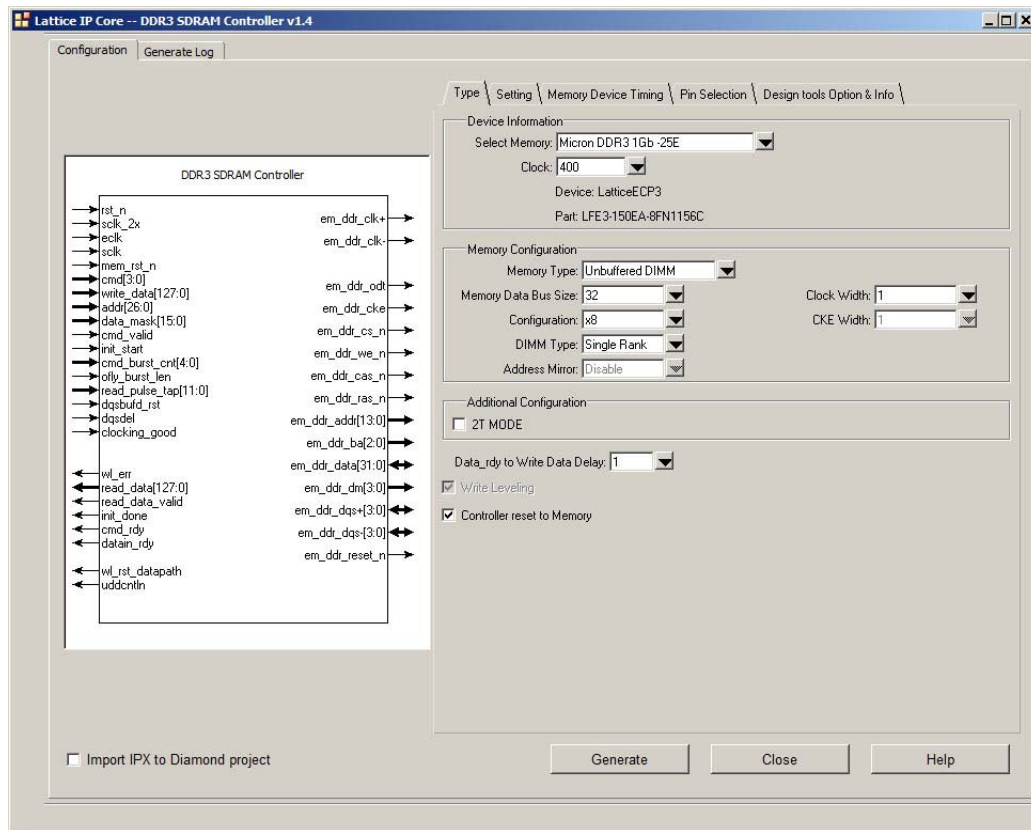 Lattice IP Core -- DDR3 SDRAM Controller v1.4
Configuration
Generate Log
DDR3 SDRAM Controller
rst_n
sclk_2x
eclk
sclk
mem_rst_n
cmd[3:0]
write_data[127:0]
addr[26:0]
data_mask[15:0]
cmd_valid
init_start
cmd_burst_cnt[4:0]
ofly_burst_len
read_pulse_tap[11:0]
dqsbufd_rst
dqsdel
clocking_good
wl_err
read_data[127:0]
read_data_valid
init_done
cmd_rdy
datain_rdy
wl_rst_datapath
uddcntln
em_ddr_clk+
em_ddr_clk-
em_ddr_odt
em_ddr_cke
em_ddr_cs_n
em_ddr_we_n
em_ddr_cas_n
em_ddr_ras_n
em_ddr_addr[13:0]
em_ddr_ba[2:0]
em_ddr_data[31:0]
em_ddr_dm[3:0]
em_ddr_dqs+[3:0]
em_ddr_dqs-[3:0]
em_ddr_reset_n
Type
Setting
Memory Device Timing
Pin Selection
Design tools Option & Info
Device Information
Select Memory: Micron DDR3 1Gb -25E
Clock: 400
Device: LatticeECP3
Part: LFE3-150EA-8FN1156C
Memory Configuration
Memory Type: Unbuffered DIMM
Memory Data Bus Size: 32
Clock Width: 1
Configuration: x8
CKE Width: 1
DIMM Type: Single Rank
Address Mirror: Disable
Additional Configuration
2T MODE
Data_rdy to Write Data Delay: 1
Write Leveling
Controller reset to Memory
Import IPX to Diamond project
Generate
Close
Help